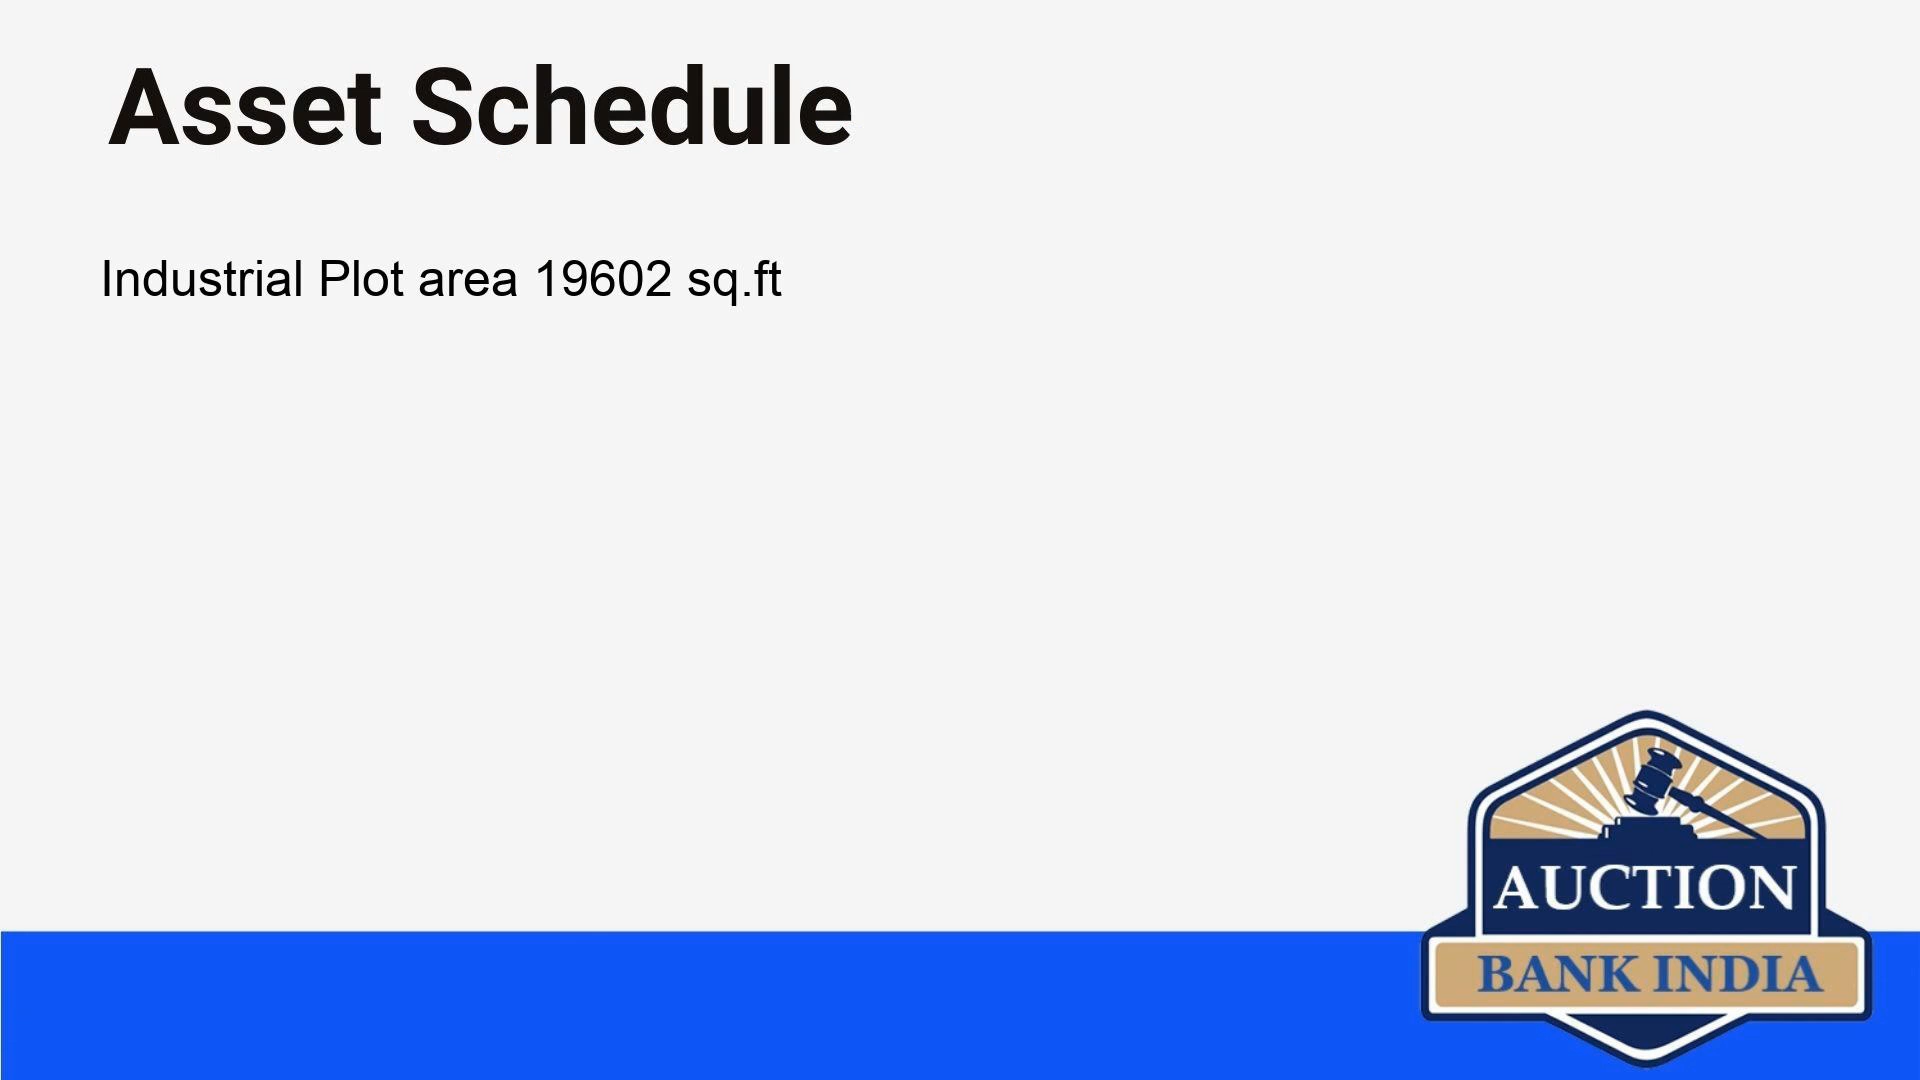 Asset Schedule
Industrial Plot area 19602 sq.ft
AUCTION
BANK INDIA